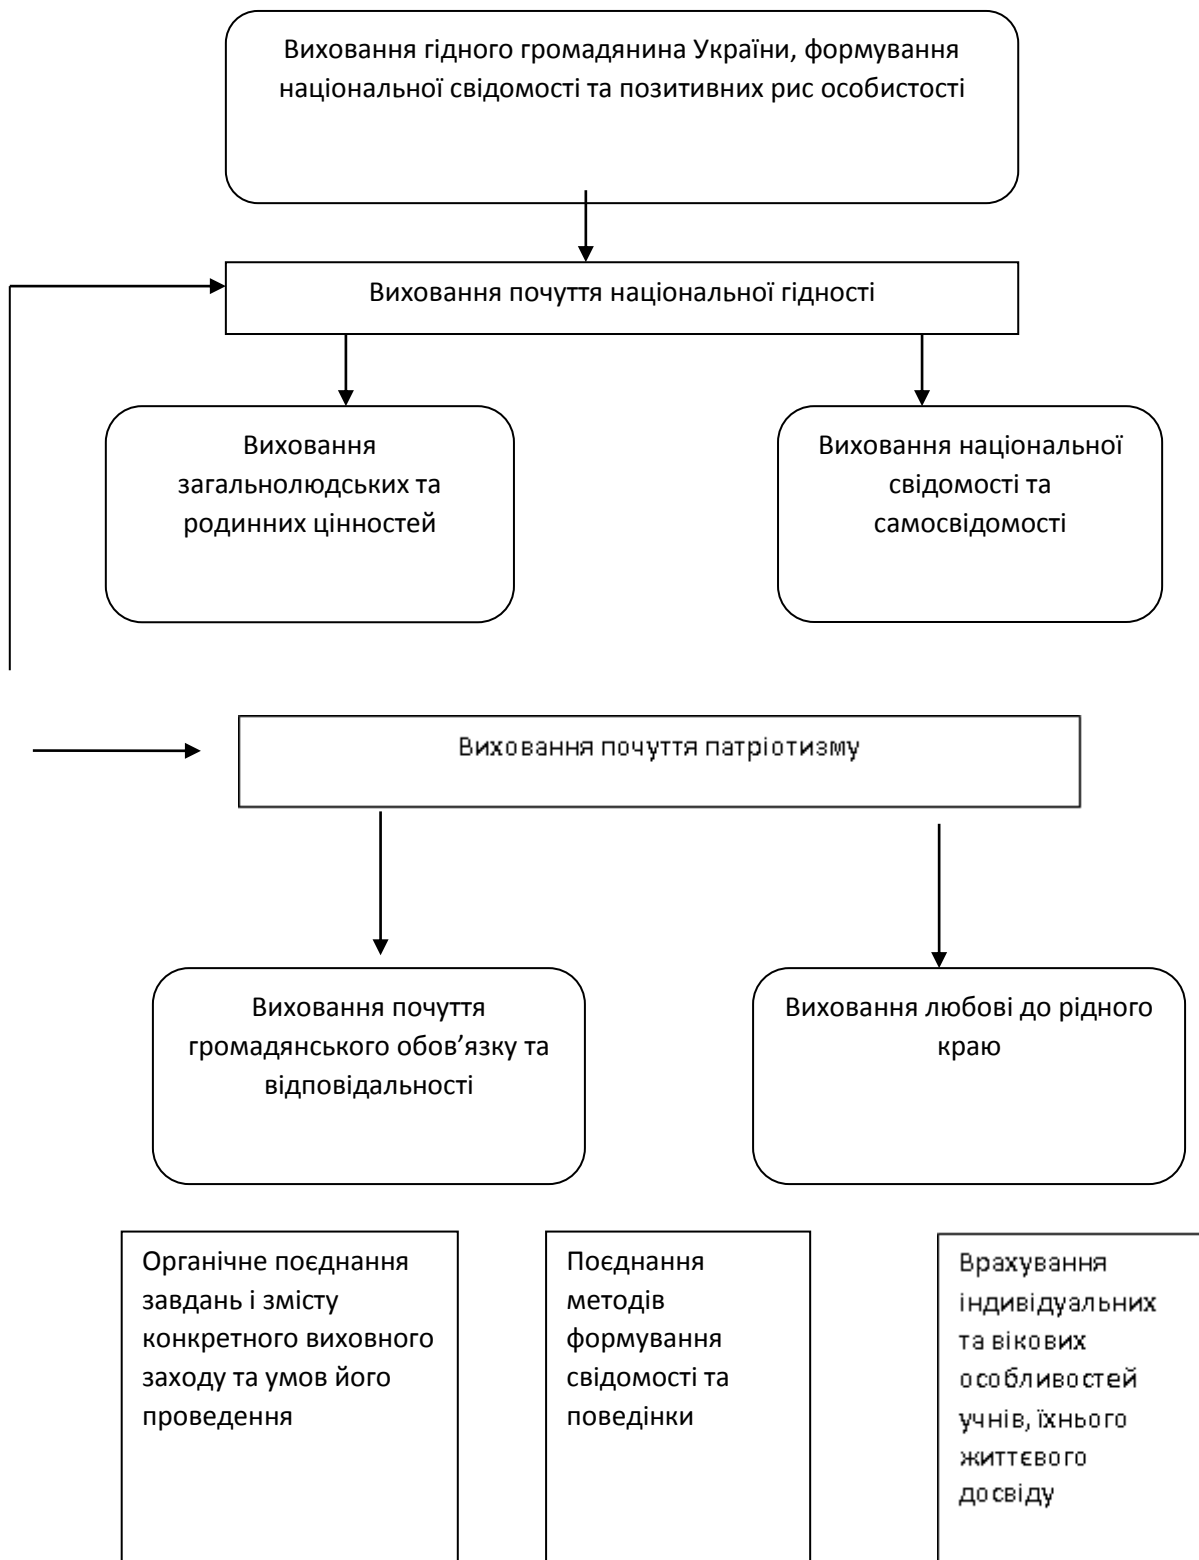 Виховання гідного громадянина України, формування
національної свідомості та позитивних рис особистості
Виховання почуття національної гідності
Виховання
загальнолюдських та
родинних цінностей
Виховання національної
свідомості та
самосвідомості
Виховання почуття патріотизму
Виховання почуття
громадянського обов’язку та
відповідальності
Виховання любові до рідного
краю
Органічне поєднання
завдань і змісту
конкретного виховного
заходу та умов його
проведення
Поєднання
методів
формування
свідомості та
поведінки
Врахування
індивідуальних
та вікових
особливостей
учнів, їхнього
життєвого
досвіду